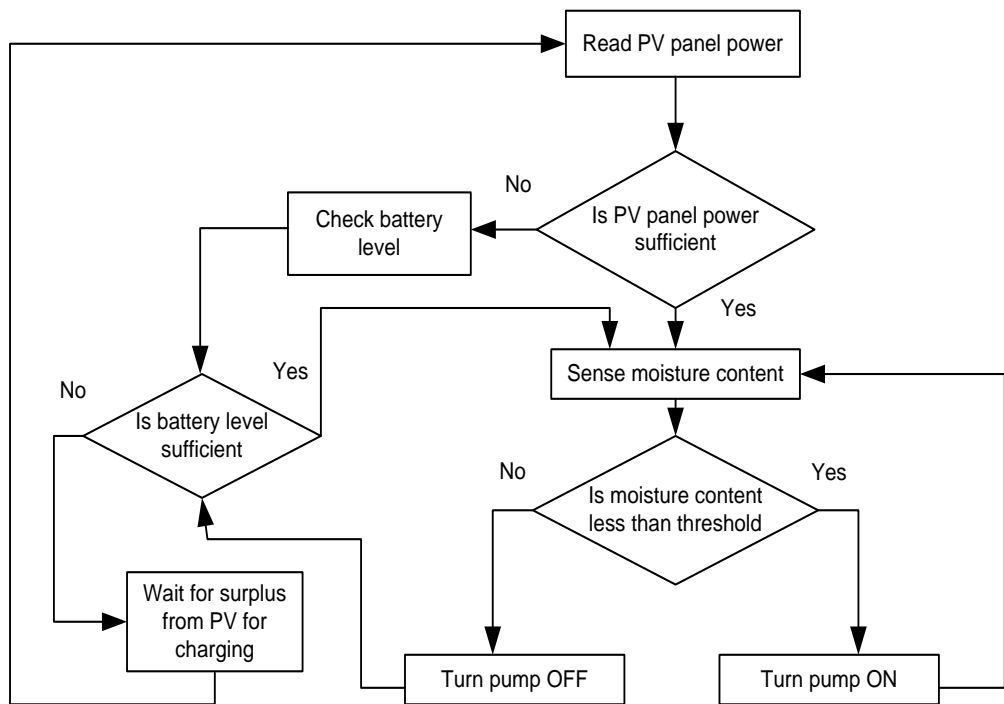 Read PV panel power
No
Is PV panel power
sufficient
Check battery
level
Yes
Sense moisture content
No
Yes
Is battery level
sufficient
No
Yes
Is moisture content
less than threshold
Wait for surplus
from PV for
charging
Turn pump OFF
Turn pump ON